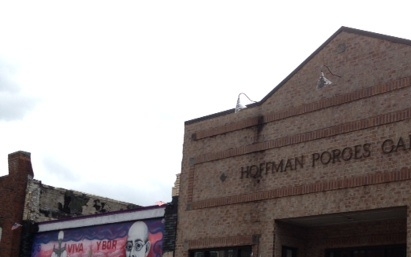 HOFFMAN POROES OA
VIVA YBOR